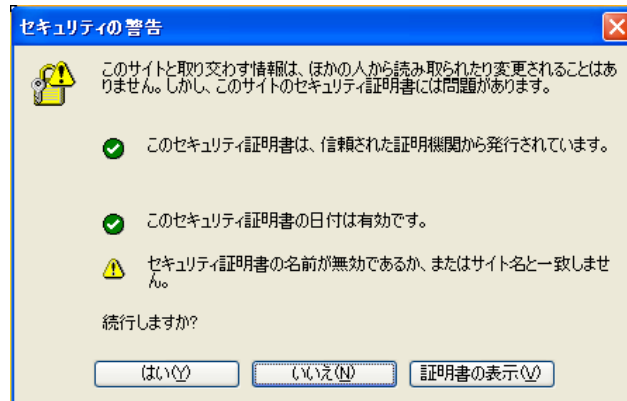 セキュリティの警告
このサイトと取り交わす情報は、ほかの人から読み取られたり変更されることはあ
りません。しかし、このサイトのセキュリティ証明書には問題があります。
このセキュリティ証明書は、信頼された証明機関から発行されています。
このセキュリティ証明書の日付は有効です。
セキュリティ証明書の名前が無効であるか、またはサイト名と一致しませ
ん。
続行しますか?
はい(Y) いいえ(N) 証明書の表示(V)